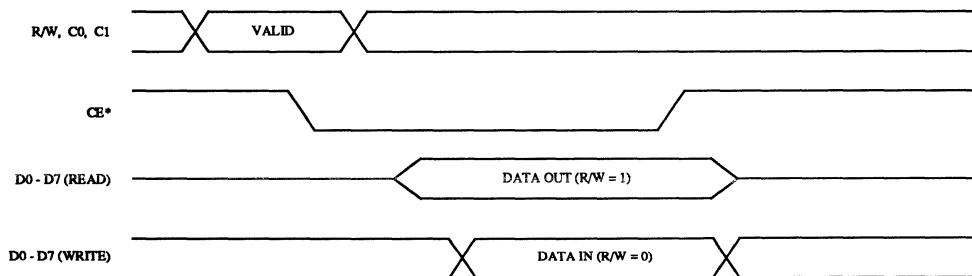 R/W, C0, C1 VALID
CE*
D0 - D7 (READ) DATA OUT (R/W = 1)
D0 - D7 (WRITE) DATA IN (R/W = 0)